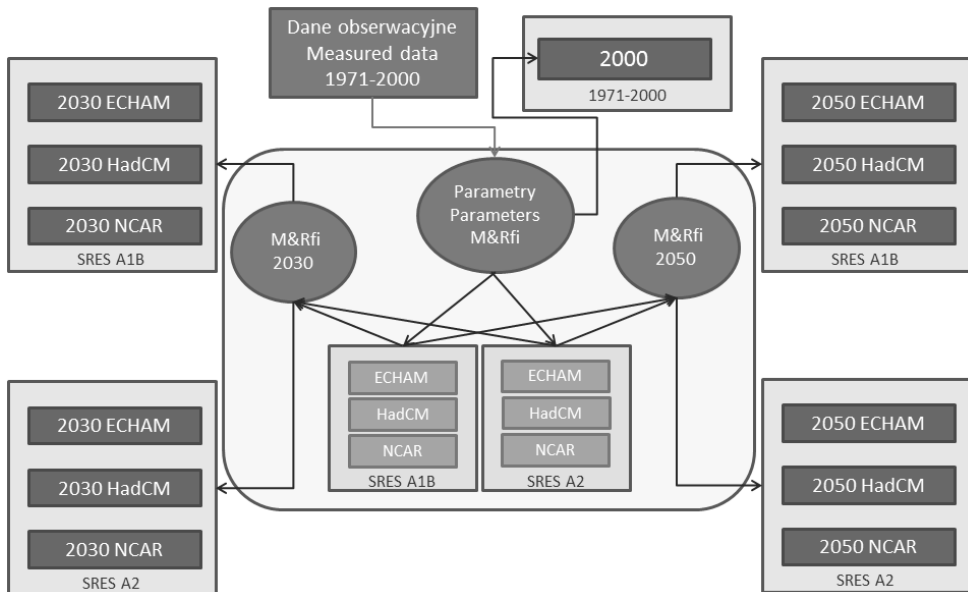 Dane obserwacyjne
Measured data
1971-2000
2000
1971-2000
2030 ECHAM
2030 HadCM
2030 NCAR
SRES A1B
2050 ECHAM
2050 HadCM
2050 NCAR
SRES A1B
Parametry
Parameters
M&Rfi
M&Rfi
2030
M&Rfi
2050
ECHAM
HadCM
NCAR
SRES A1B
ECHAM
HadCM
NCAR
SRES A2
2030 ECHAM
2030 HadCM
2030 NCAR
SRES A2
2050 ECHAM
2050 HadCM
2050 NCAR
SRES A2